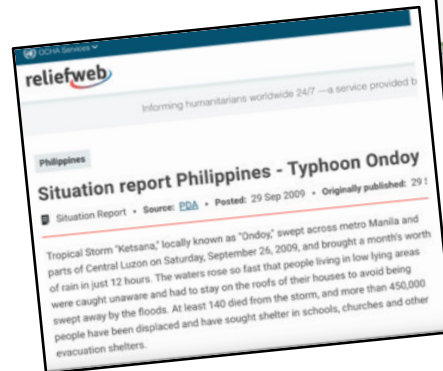 OCHA Services
reliefweb
Informing humanitarians worldwide 24/7 — a service provided b
Philippines
Situation report Philippines - Typhoon Ondoy
Situation Report • Source: PDA • Posted: 29 Sep 2009 • Originally published: 29 S
Tropical Storm "Ketsana," locally known as "Ondoy," swept across metro Manila and
parts of Central Luzon on Saturday, September 26, 2009, and brought a month's worth
of rain in just 12 hours. The waters rose so fast that people living in low lying areas
were caught unaware and had to stay on the roofs of their houses to avoid being
swept away by the floods. At least 140 died from the storm, and more than 450,000
people have been displaced and have sought shelter in schools, churches and other
evacuation shelters.